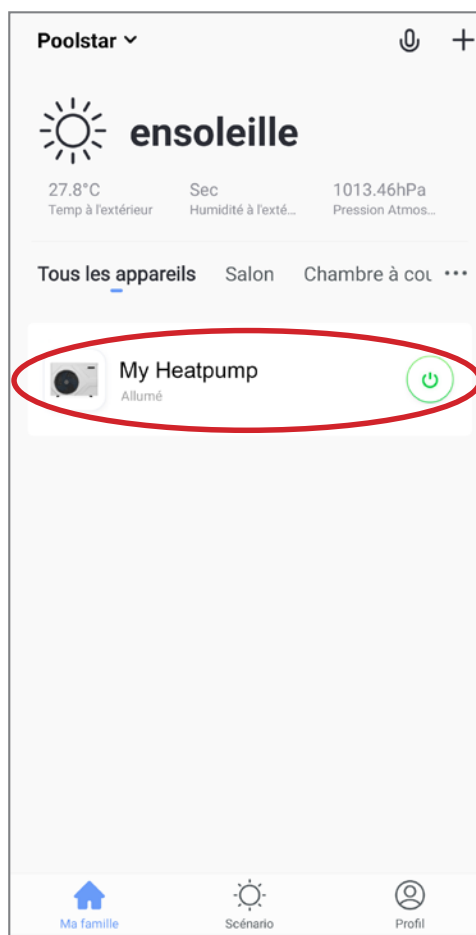 Poolstar
ensoleille
27.8°C Sec 1013.46hPa
Temp à l'extérieur Humidité à l'exté... Pression Atmos...
Tous les appareils Salon Chambre à cou
My Heatpump
Allumé
Ma famille Scénario Profil